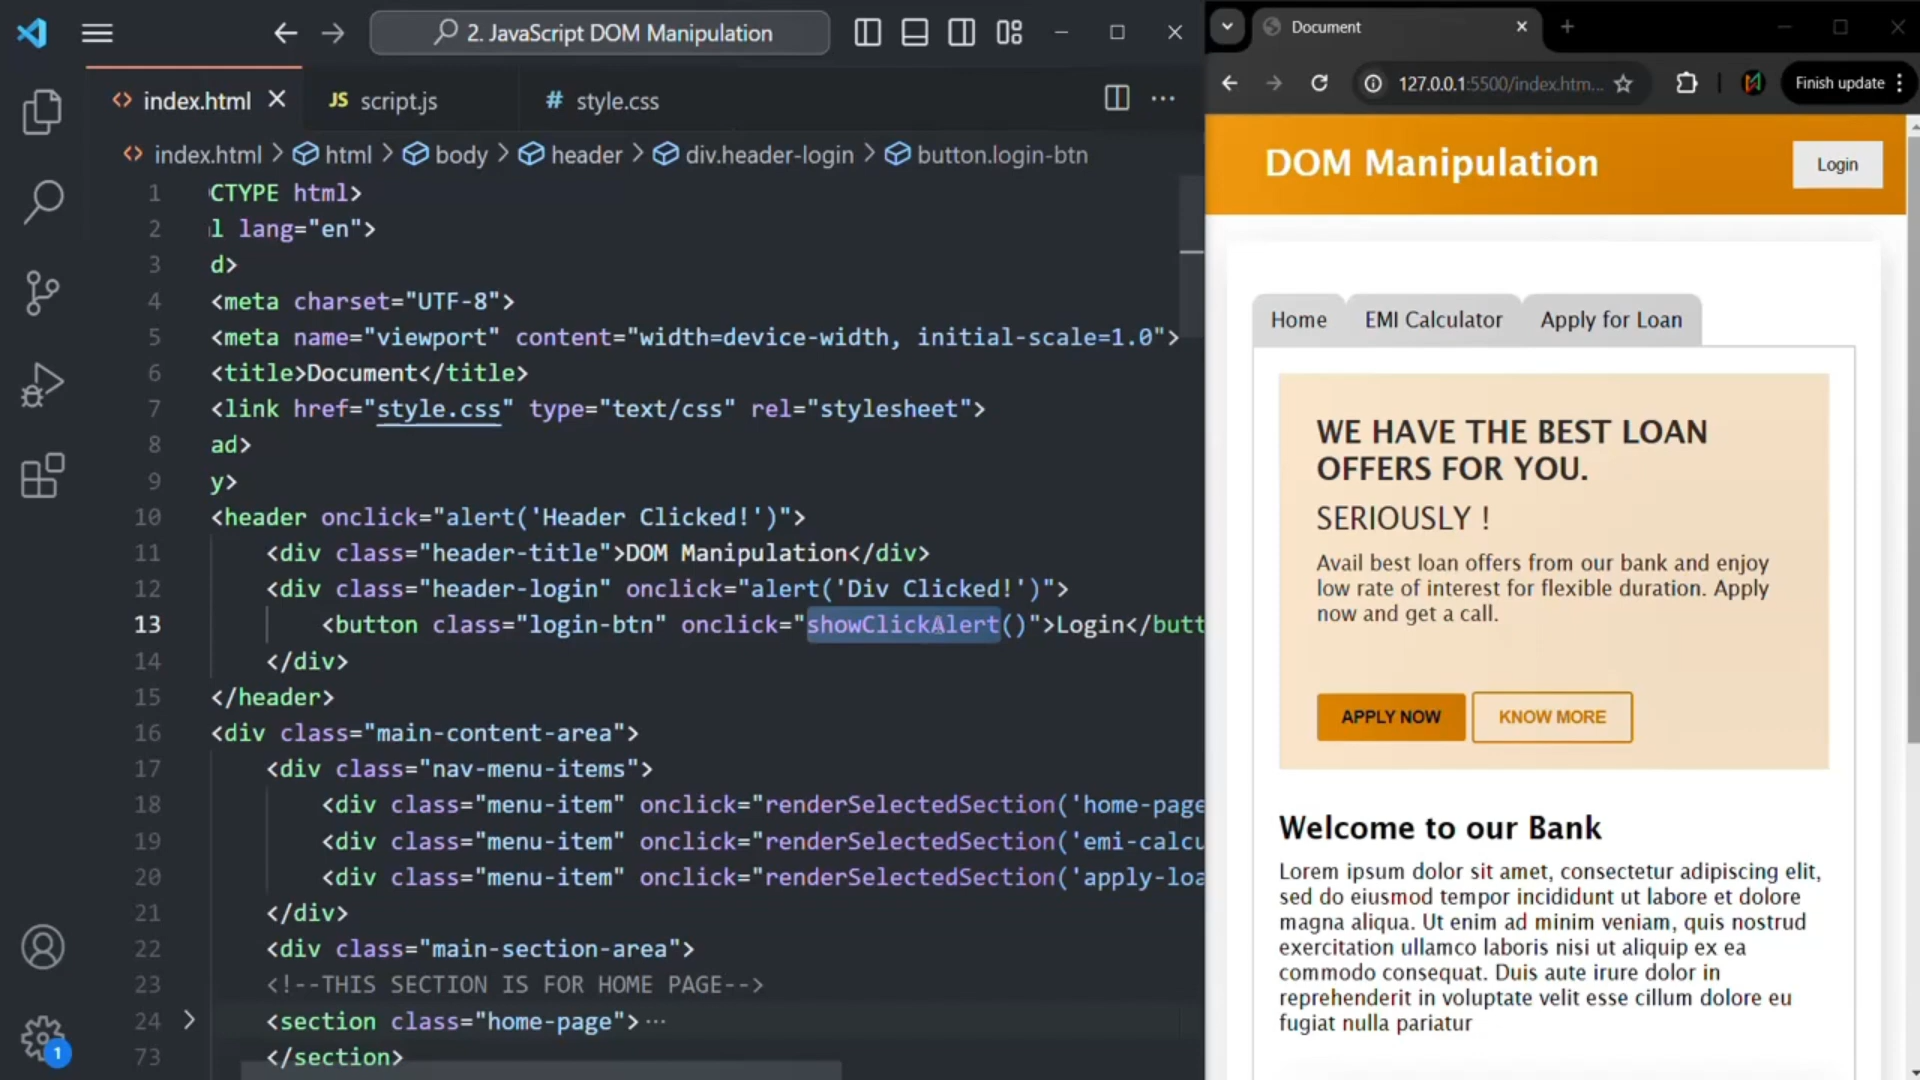 2. JavaScript DOM Manipulation
index.html
JS script.js
# style.css
index.html > html > body > header > div.header-login > button.login-btn
1 CTYPE html>
2 l lang="en">
3 d>
4 <meta charset="UTF-8">
5 <meta name="viewport" content="width=device-width, initial-scale=1.0">
6 <title>Document</title>
7 <link href="style.css" type="text/css" rel="stylesheet">
8 ad>
9 y>
10 <header onclick="alert('Header Clicked!')">
11 <div class="header-title">DOM Manipulation</div>
12 <div class="header-login" onclick="alert('Div Clicked!')">
13 <button class="login-btn" onclick="showClickAlert()">Login</butt
14 </div>
15 </header>
16 <div class="main-content-area">
17 <div class="nav-menu-items">
18 <div class="menu-item" onclick="renderSelectedSection('home-page
19 <div class="menu-item" onclick="renderSelectedSection('emi-calcu
20 <div class="menu-item" onclick="renderSelectedSection('apply-loa
21 </div>
22 <div class="main-section-area">
23 <!--THIS SECTION IS FOR HOME PAGE-->
24 <section class="home-page"> ...
73 </section>
1
Document
127.0.0.1:5500/index.htm...
Finish update
DOM Manipulation
Login
Home
EMI Calculator
Apply for Loan
WE HAVE THE BEST LOAN
OFFERS FOR YOU.
SERIOUSLY !
Avail best loan offers from our bank and enjoy
low rate of interest for flexible duration. Apply
now and get a call.
APPLY NOW
KNOW MORE
Welcome to our Bank
Lorem ipsum dolor sit amet, consectetur adipiscing elit,
sed do eiusmod tempor incididunt ut labore et dolore
magna aliqua. Ut enim ad minim veniam, quis nostrud
exercitation ullamco laboris nisi ut aliquip ex ea
commodo consequat. Duis aute irure dolor in
reprehenderit in voluptate velit esse cillum dolore eu
fugiat nulla pariatur